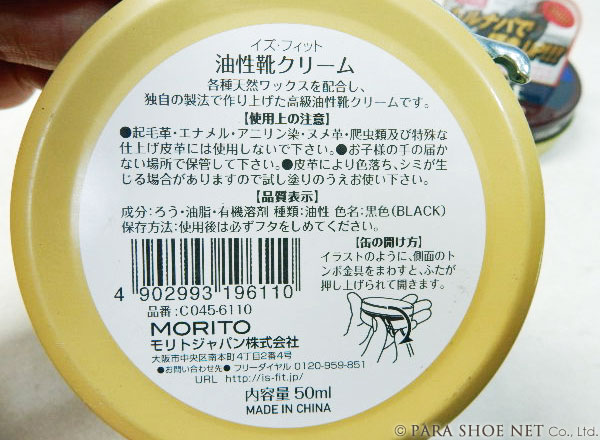 イズ・フィット
油性靴クリーム
各種天然ワックスを配合し、
独自の製法で作り上げた高級油性靴クリームです。
【使用上の注意】
●起毛革・エナメル・アニリン染・ヌメ革・爬虫類及び特殊な
仕上げ皮革には使用しないで下さい。●お子様の手の届か
ない場所で保管して下さい。●皮革により色落ち、シミが生
じる場合がありますので試し塗りのうえお使い下さい。
【品質表示】
成分：ろう・油脂・有機溶剤 種類：油性 色名：黒色(BLACK)
保存方法：使用後は必ずフタをしめてください。
【缶の開け方】
イラストのように、側面のト
ンボ金具をまわすと、ふたが
押し上げられて開きます。
4 902993 196110
品番：C045-6110
MORITO
モリトジャパン株式会社
大阪市中央区南本町4丁目2番4号
●お問い合わせ先● フリーダイヤル 0120-959-851
URL http://is-fit.jp/
内容量 50ml
MADE IN CHINA
© PARA SHOE NET Co., Ltd.